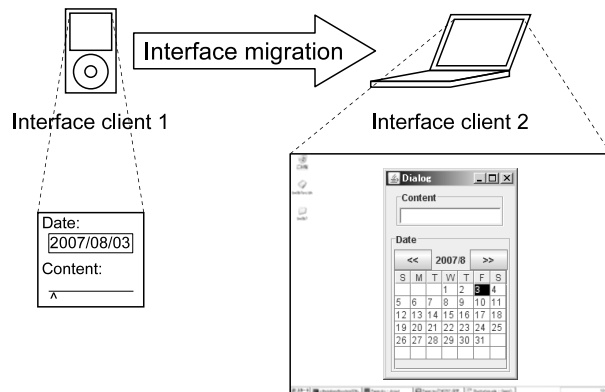 Interface migration
Interface client 1
Interface client 2
Date:
2007/08/03
Content:
^
Dialog
Content
Date
<< 2007/8 >>
S M T W T F S
1 2 3 4
5 6 7 8 9 10 11
12 13 14 15 16 17 18
19 20 21 22 23 24 25
26 27 28 29 30 31